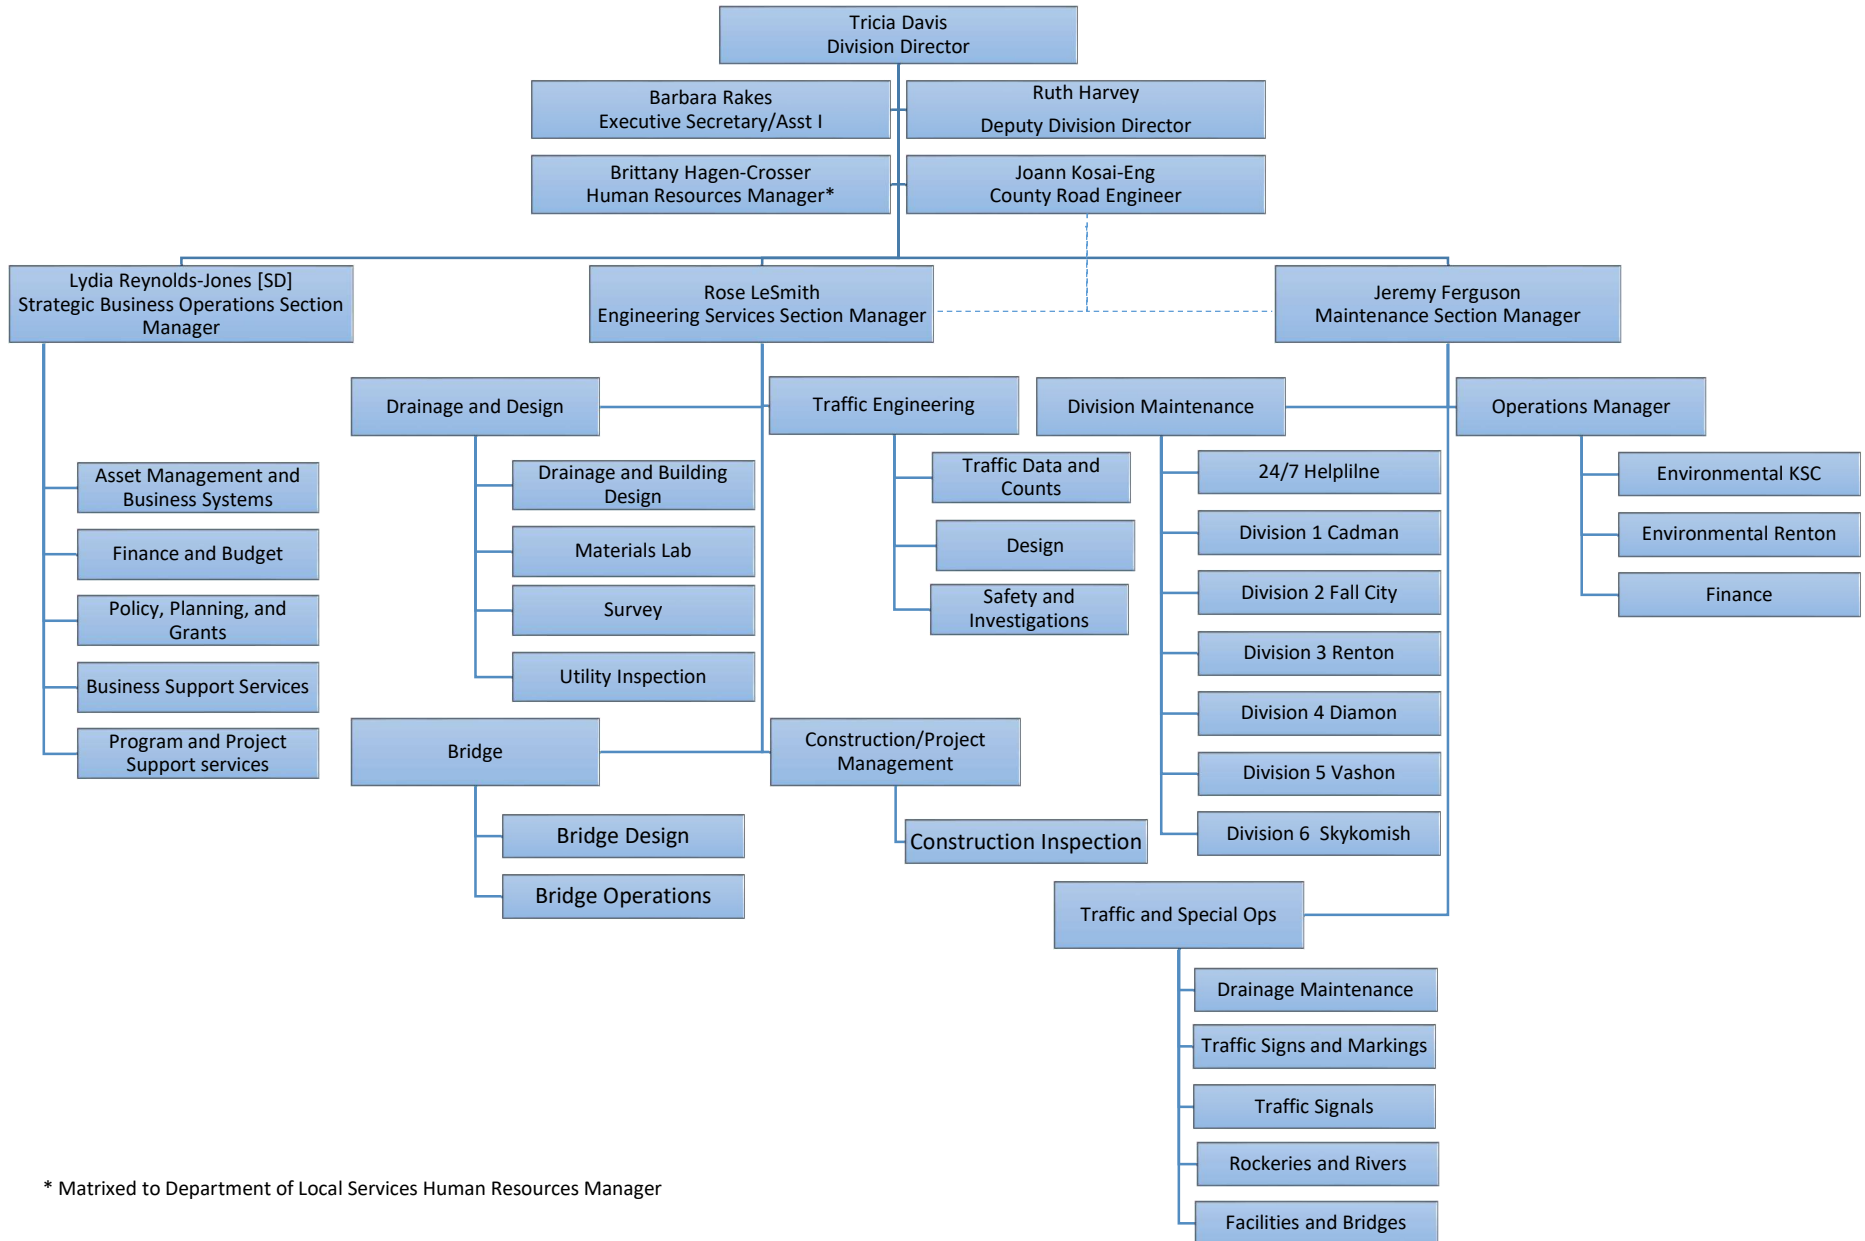 Tricia Davis
Division Director
Barbara Rakes
Executive Secretary/Asst I
Ruth Harvey
Deputy Division Director
Brittany Hagen-Crosser
Human Resources Manager*
Joann Kosai-Eng
County Road Engineer
Lydia Reynolds-Jones [SD]
Strategic Business Operations Section
Manager
Rose LeSmith
Engineering Services Section Manager
Jeremy Ferguson
Maintenance Section Manager
Asset Management and
Business Systems
Finance and Budget
Policy, Planning, and
Grants
Business Support Services
Program and Project
Support services
Drainage and Design
Drainage and Building
Design
Materials Lab
Survey
Utility Inspection
Traffic Engineering
Traffic Data and
Counts
Design
Safety and
Investigations
Bridge
Bridge Design
Bridge Operations
Construction/Project
Management
Construction Inspection
Division Maintenance
24/7 Helplilne
Division 1 Cadman
Division 2 Fall City
Division 3 Renton
Division 4 Diamon
Division 5 Vashon
Division 6  Skykomish
Operations Manager
Environmental KSC
Environmental Renton
Finance
Traffic and Special Ops
Drainage Maintenance
Traffic Signs and Markings
Traffic Signals
Rockeries and Rivers
Facilities and Bridges
* Matrixed to Department of Local Services Human Resources Manager